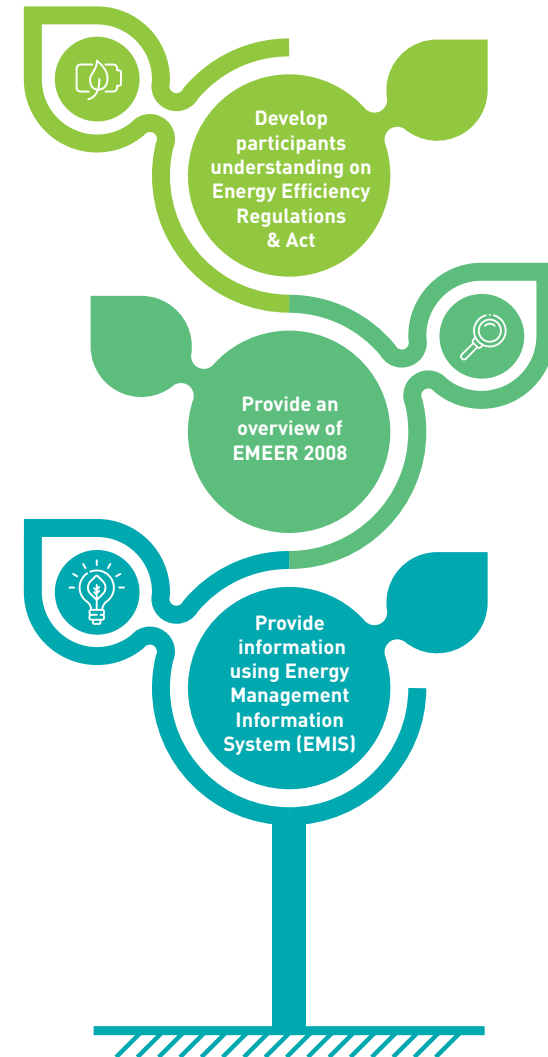 Develop
participants
understanding on
Energy Efficiency
Regulations
& Act
Provide an
overview of
EMEER 2008
Provide
information
using Energy
Management
Information
System (EMIS)